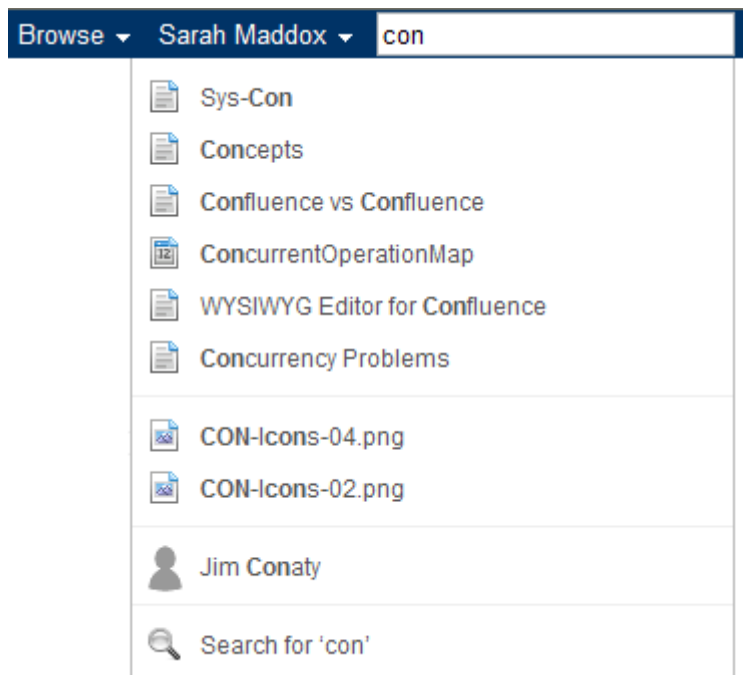 Browse Sarah Maddox con
Sys-Con
Concepts
Confluence vs Confluence
12 ConcurrentOperationMap
WYSIWYG Editor for Confluence
Concurrency Problems
CON-Icons-04.png
CON-Icons-02.png
Jim Conaty
Search for ‘con’